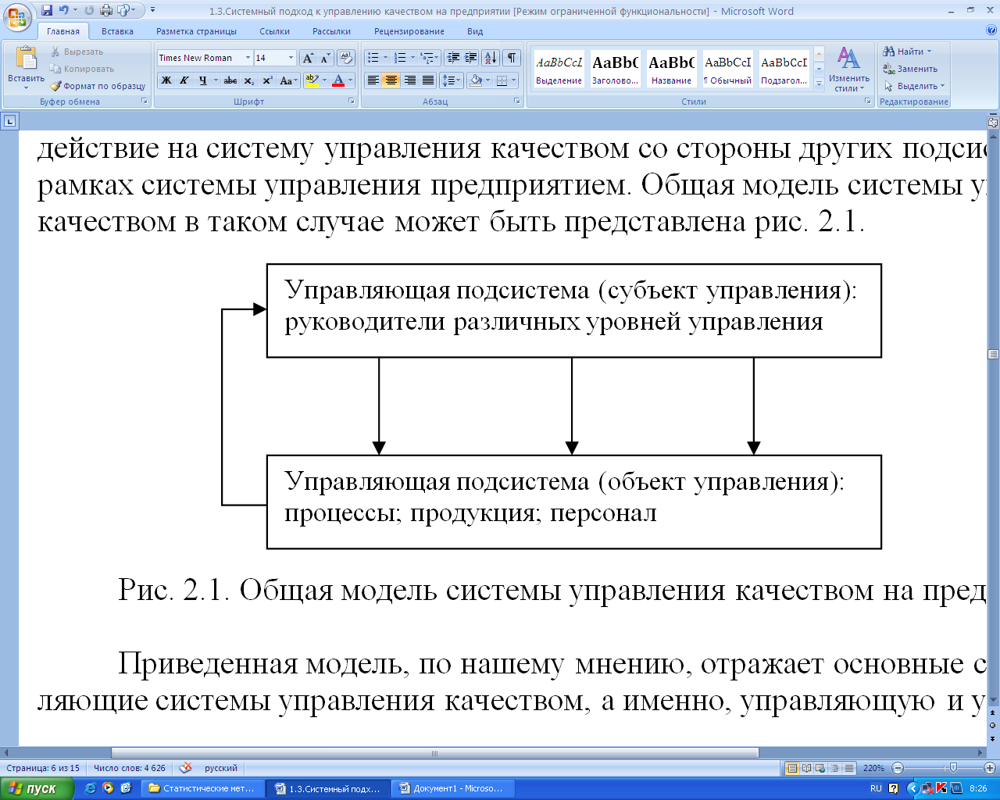 1.3.Системный подход к управлению качеством на предприятии [Режим ограниченной функциональности] - Microsoft Word
Главная Вставка Разметка страницы Ссылки Рассылки Рецензирование Вид
Вставить
Вырезать
Копировать
Формат по образцу
Буфер обмена
Times New Roman 14
Ж К Ч abc x₂ x² Aa ab A
Шрифт
Абзац
AaBbCcI AaBbC AaBbC AaBbCcI AaBbCcI
Выделение Заголово... Название ¶ Обычный Подзагол...
Изменить стили
Стили
Найти
Заменить
Выделить
Редактирование
действие на систему управления качеством со стороны других подсис
рамках системы управления предприятием. Общая модель системы у
качеством в таком случае может быть представлена рис. 2.1.
Управляющая подсистема (субъект управления):
руководители различных уровней управления
Управляющая подсистема (объект управления):
процессы; продукция; персонал
Рис. 2.1. Общая модель системы управления качеством на пред
Приведенная модель, по нашему мнению, отражает основные с
ляющие системы управления качеством, а именно, управляющую и у
Страница: 6 из 15 Число слов: 4 626 русский 220%
пуск Статистические мет... 1.3.Системный подх... Документ1 - Microso... RU 8:26